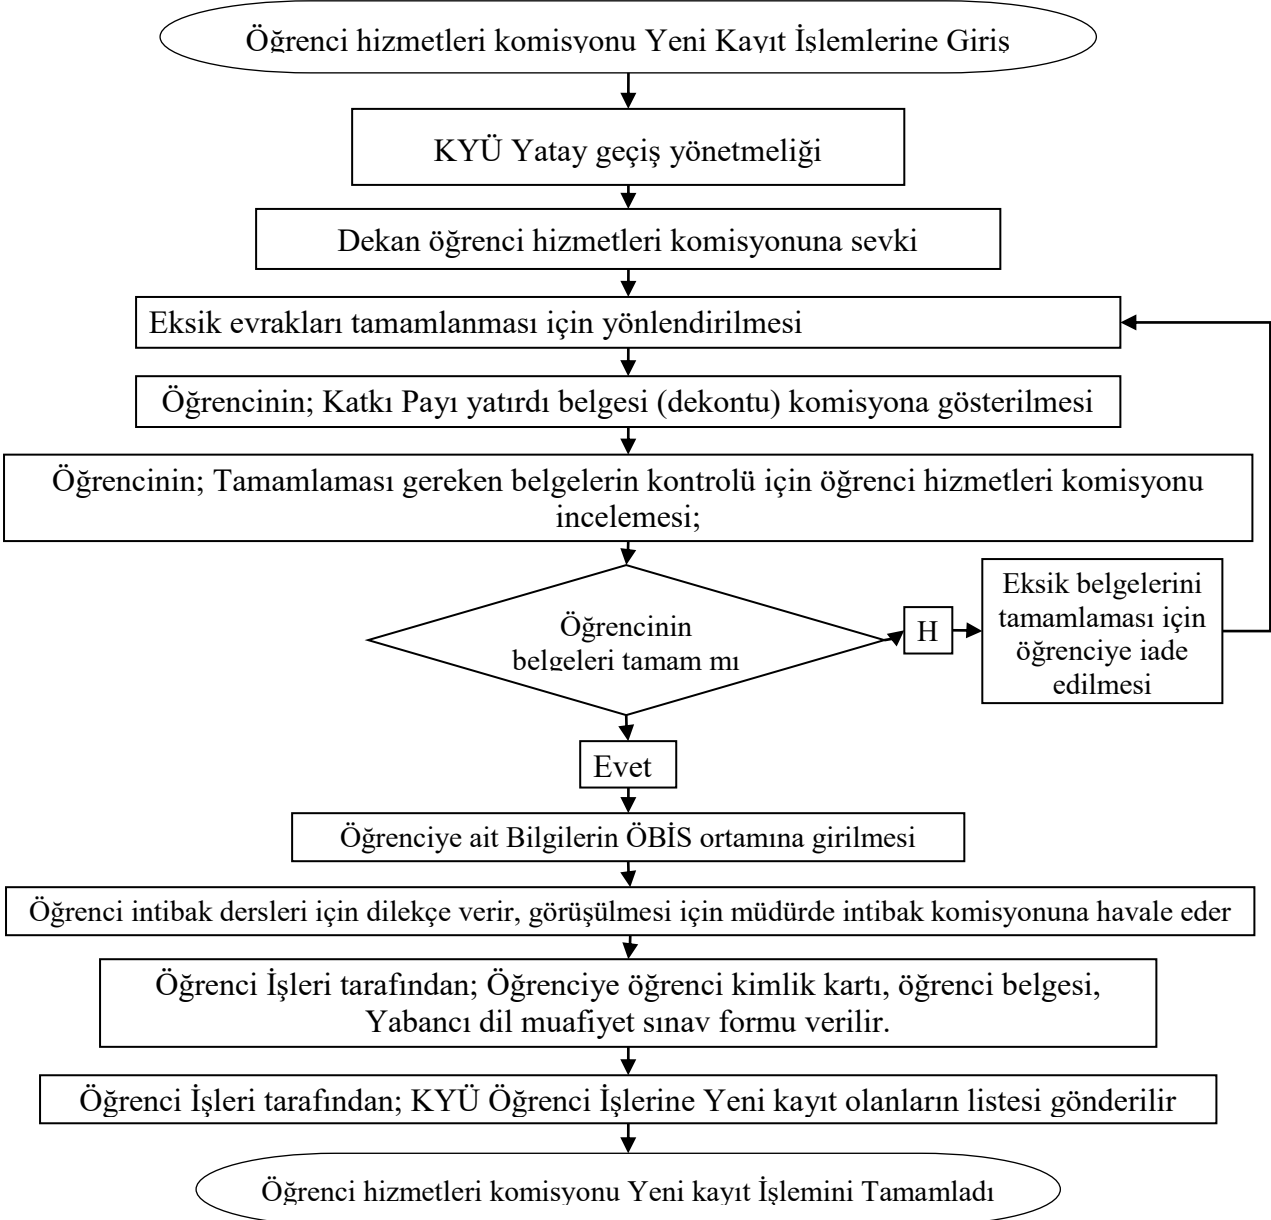 Öğrenci hizmetleri komisyonu Yeni Kayıt İşlemlerine Giriş
KYÜ Yatay geçiş yönetmeliği
Dekan öğrenci hizmetleri komisyonuna sevki
Eksik evrakları tamamlanması için yönlendirilmesi
Öğrencinin; Katkı Payı yatırdı belgesi (dekontu) komisyona gösterilmesi
Öğrencinin; Tamamlaması gereken belgelerin kontrolü için öğrenci hizmetleri komisyonu
incelemesi;
Öğrencinin
belgeleri tamam mı
H
Eksik belgelerini
tamamlaması için
öğrenciye iade
edilmesi
Evet
Öğrenciye ait Bilgilerin ÖBİS ortamına girilmesi
Öğrenci intibak dersleri için dilekçe verir, görüşülmesi için müdürde intibak komisyonuna havale eder
Öğrenci İşleri tarafından; Öğrenciye öğrenci kimlik kartı, öğrenci belgesi,
Yabancı dil muafiyet sınav formu verilir.
Öğrenci İşleri tarafından; KYÜ Öğrenci İşlerine Yeni kayıt olanların listesi gönderilir
Öğrenci hizmetleri komisyonu Yeni kayıt İşlemini Tamamladı